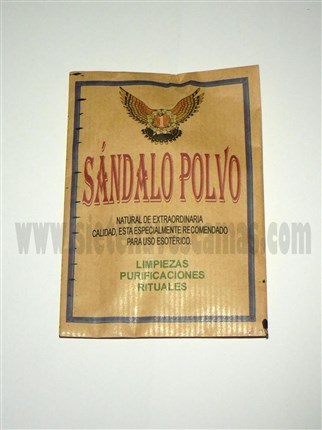 SÁNDALO POLVO
NATURAL DE EXTRAORDINARIA
CALIDAD, ESTA ESPECIALMENTE RECOMENDADO
PARA USO ESOTÉRICO.
LIMPIEZAS
PURIFICACIONES
RITUALES